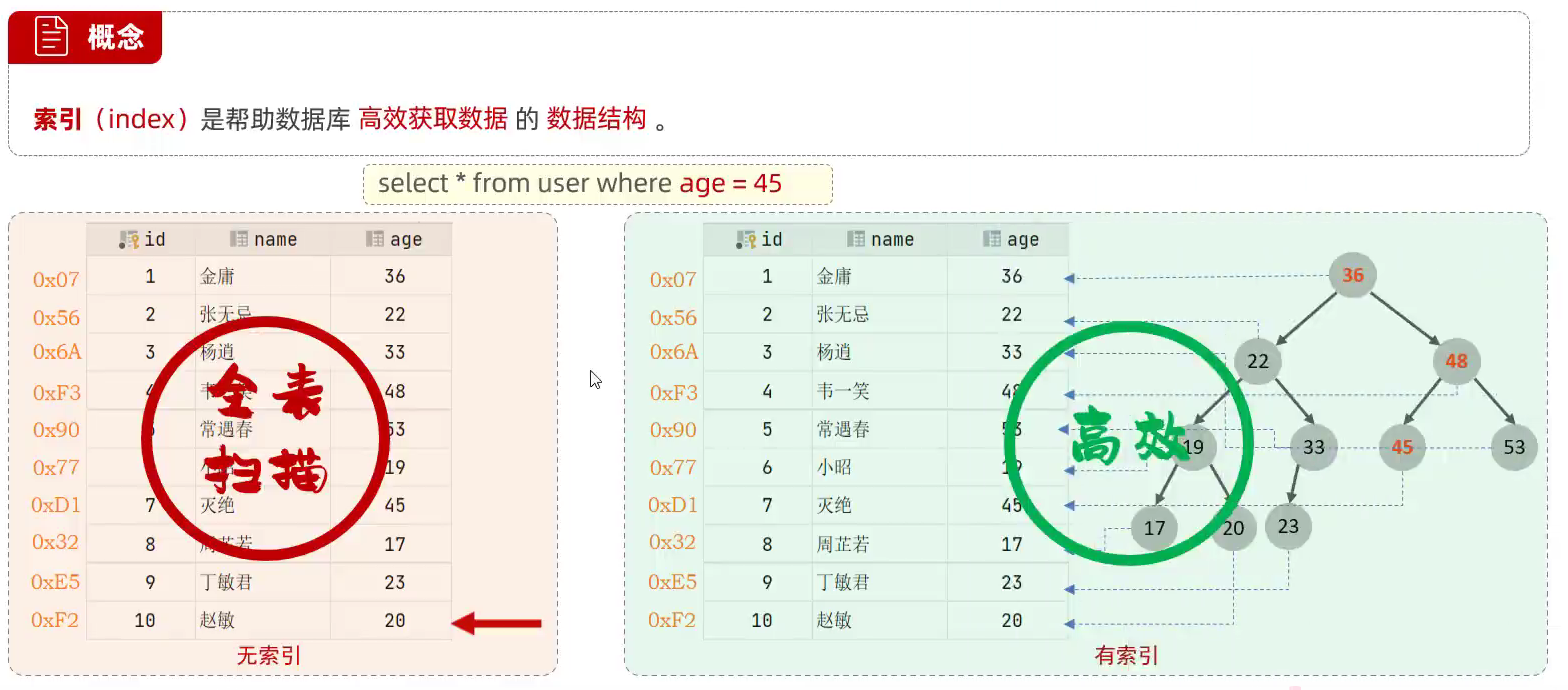 概念
索引（index）是帮助数据库 高效获取数据 的 数据结构 。
select * from user where age = 45
id name age
0x07 1 金庸 36
0x56 2 张无忌 22
0x6A 3 杨逍 33
0xF3 4 48
0x90 常遇春 53
0x77 19
0xD1 7 灭绝 45
0x32 8 周芷若 17
0xE5 9 丁敏君 23
0xF2 10 赵敏 20
全表
扫描
无索引
id name age
0x07 1 金庸 36
0x56 2 张无忌 22
0x6A 3 杨逍 33
0xF3 4 韦一笑 48
0x90 5 常遇春 53
0x77 6 小昭 19
0xD1 7 灭绝 45
0x32 8 周芷若 17
0xE5 9 丁敏君 23
0xF2 10 赵敏 20
高效
36
22 48
19 33 45 53
17 20 23
有索引